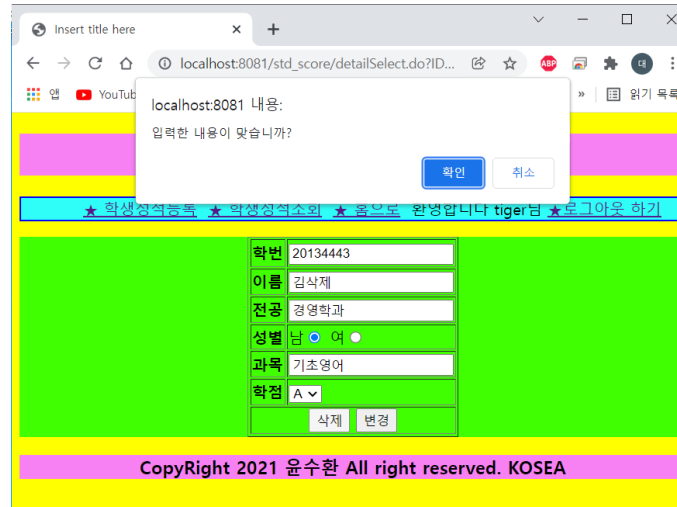 Insert title here
localhost:8081/std_score/detailSelect.do?ID...
ABP
대
앱 YouTub
» 읽기 목록
localhost:8081 내용:
입력한 내용이 맞습니까?
확인 취소
★ 학생성적등록 ★ 학생성적조회 ★ 홈으로 환영합니다 tiger님 ★로그아웃 하기
학번 20134443
이름 김삭제
전공 경영학과
성별 남 여
과목 기초영어
학점 A
삭제 변경
CopyRight 2021 윤수환 All right reserved. KOSEA